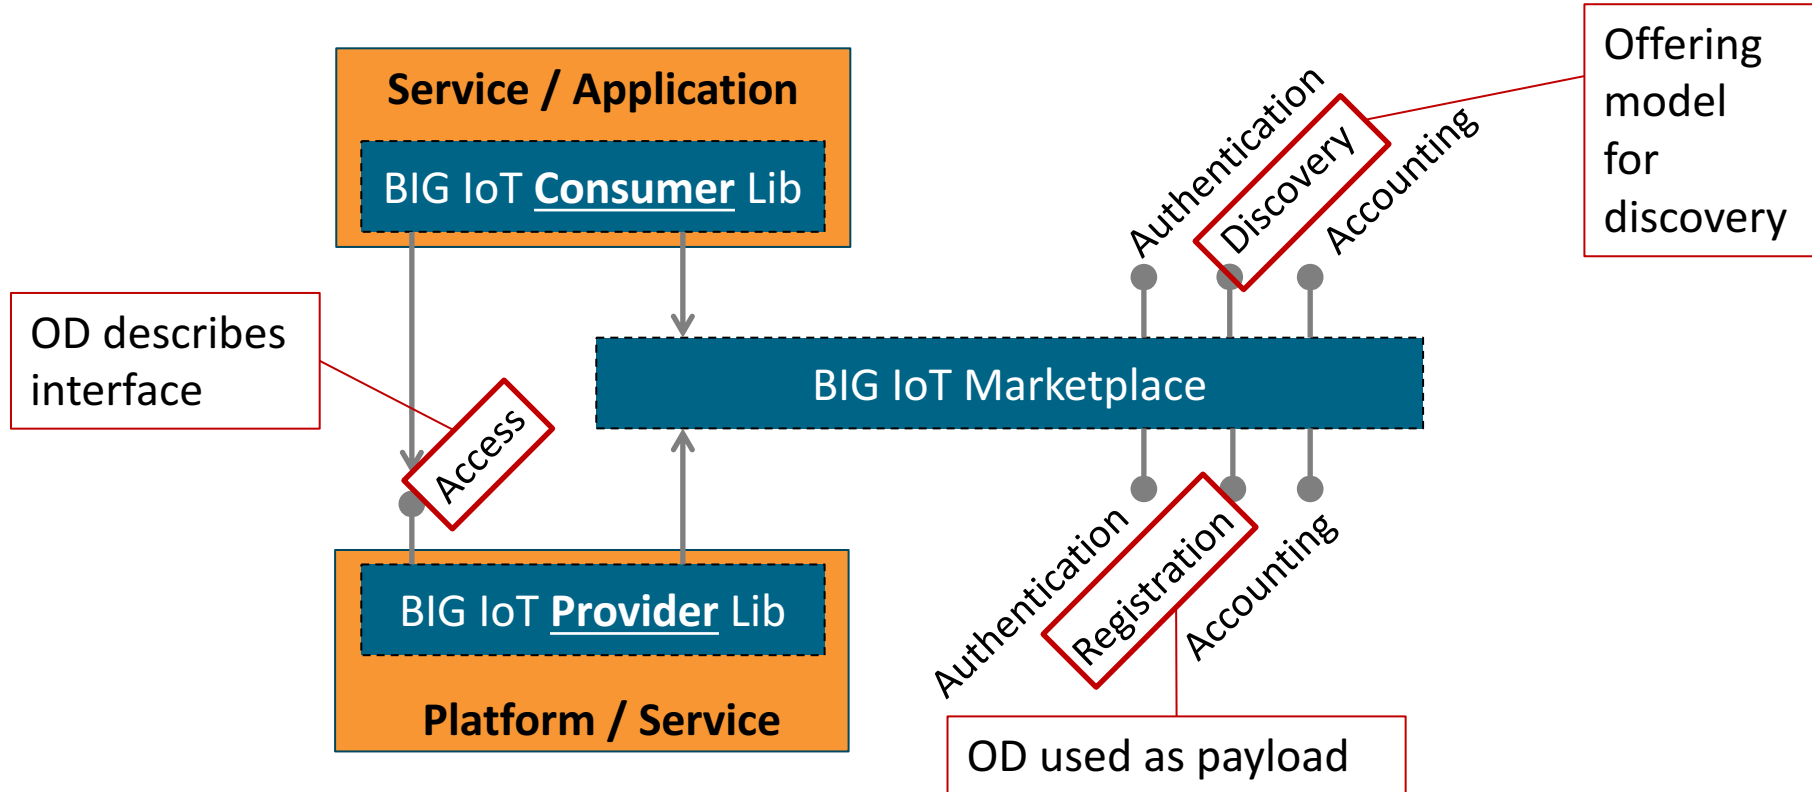 Service / Application
BIG IoT Consumer Lib
Authentication
Discovery
Accounting
Offering
model
for
discovery
OD describes
interface
Access
BIG IoT Marketplace
BIG IoT Provider Lib
Platform / Service
Authentication
Registration
Accounting
OD used as payload